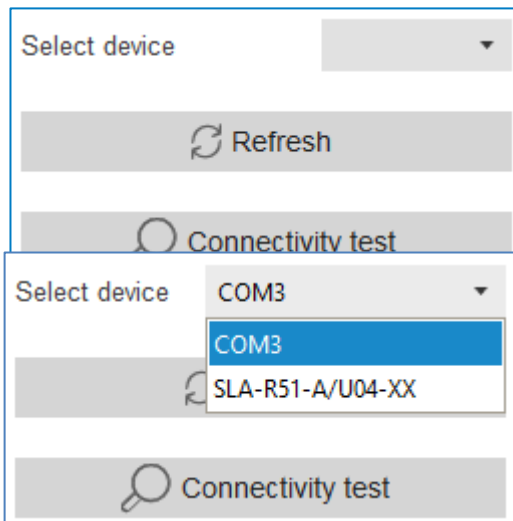 Select device
Refresh
Connectivity test
Select device COM3
COM3
SLA-R51-A/U04-XX
Connectivity test